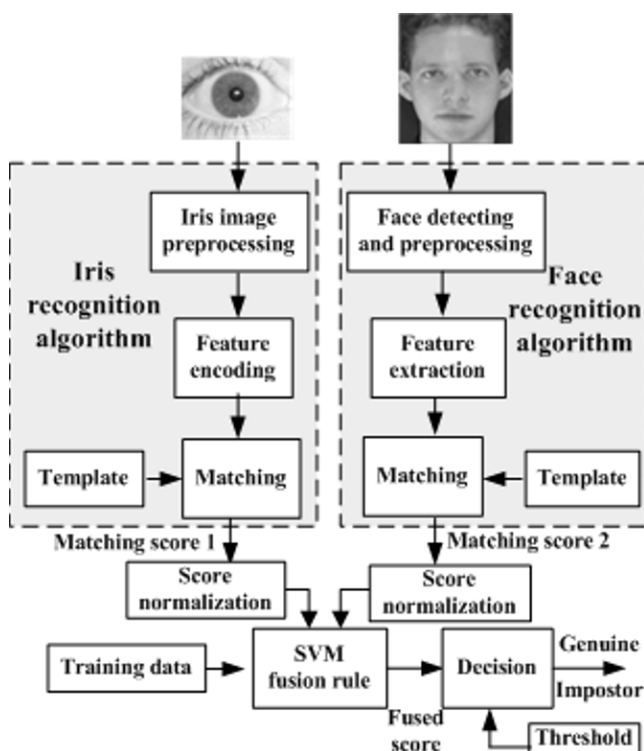 Iris image
preprocessing
Iris
recognition
algorithm
Feature
encoding
Template
Matching
Face detecting
and preprocessing
Face
recognition
algorithm
Feature
extraction
Matching
Template
Matching score 1
Matching score 2
Score
normalization
Score
normalization
Training data
SVM
fusion rule
Fused
score
Decision
Genuine
Impostor
Threshold